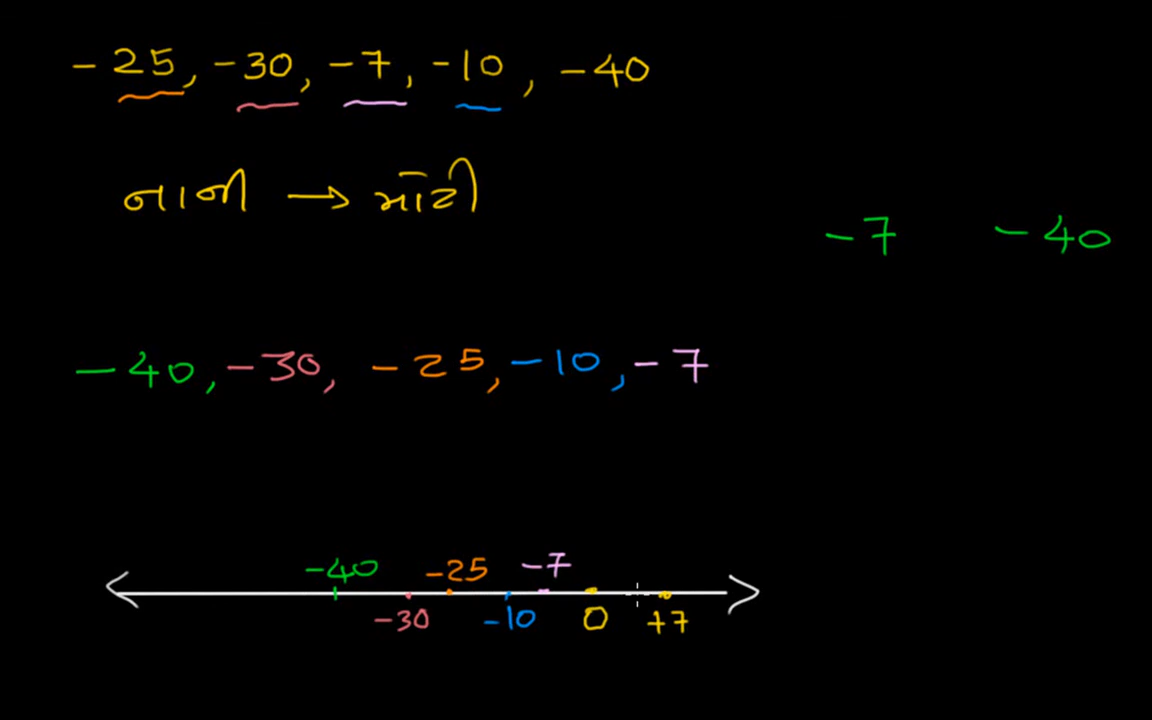 -25, -30, -7, -10, -40
નાની → મોટી
-7 -40
-40, -30, -25, -10, -7
-40 -25 -7
-30 -10 0 +7